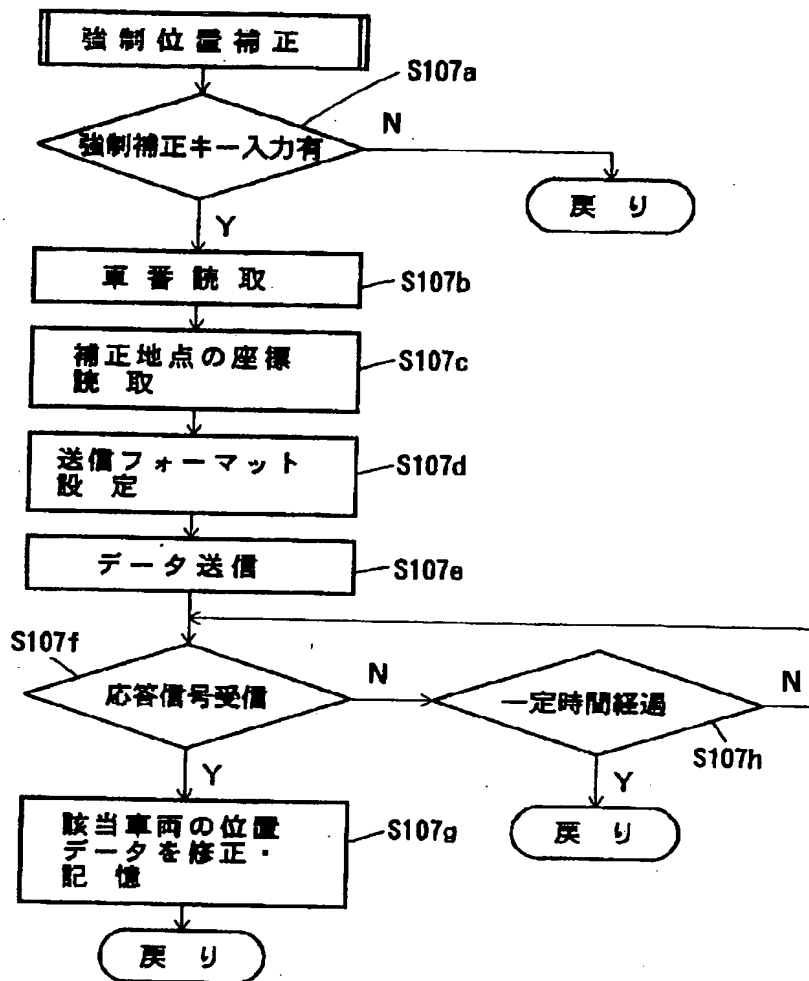 強制位置補正
S107a
強制補正キー入力有
N
戻り
Y
車番読取
S107b
補正地点の座標
読取
S107c
送信フォーマット
設定
S107d
データ送信
S107e
S107f
応答信号受信
N
一定時間経過
N
S107h
Y
Y
該当車両の位置
データを修正・
記憶
S107g
戻り
戻り